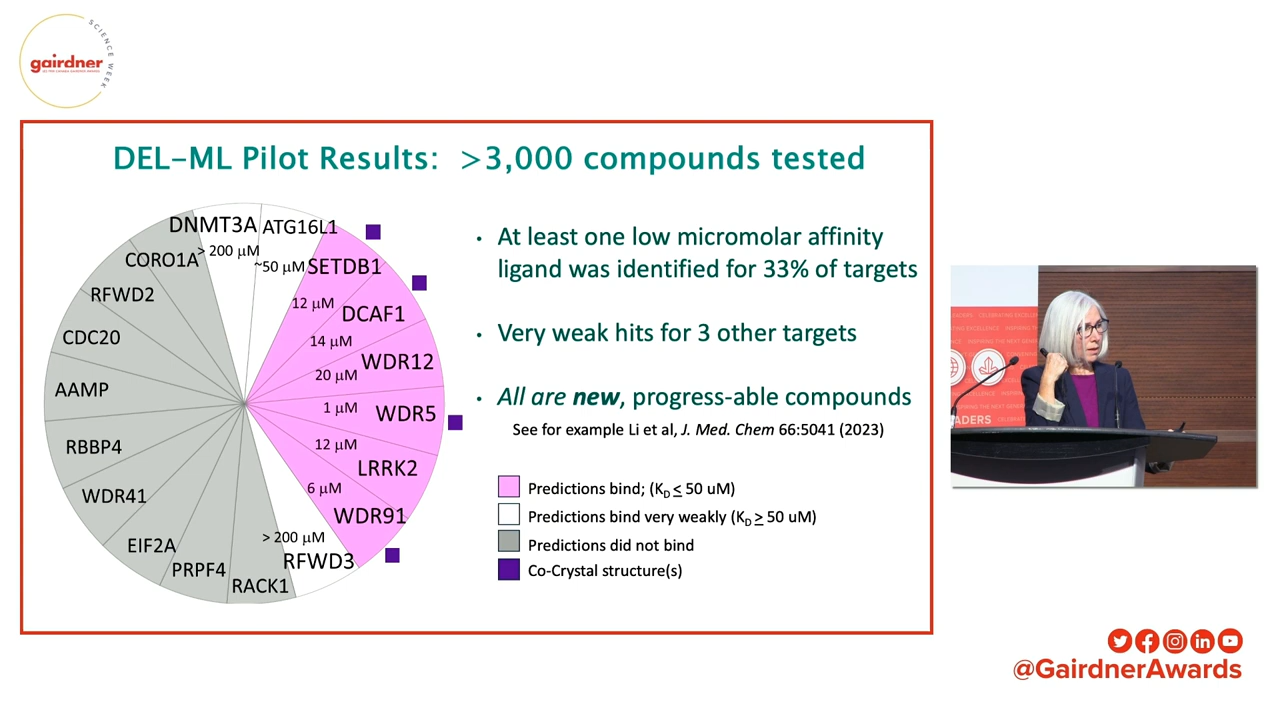 SCIENCE WEEK
gairdner
DEL-ML Pilot Results: >3,000 compounds tested
DNMT3A
> 200 µM
ATG16L1
~50 µM
SETDB1
12 µM
DCAF1
14 µM
WDR12
20 µM
WDR5
1 µM
LRRK2
12 µM
WDR91
6 µM
RFWD3
> 200 µM
RACK1
PRPF4
EIF2A
WDR41
RBBP4
AAMP
CDC20
RFWD2
CORO1A
• At least one low micromolar affinity
ligand was identified for 33% of targets
• Very weak hits for 3 other targets
• All are new, progress-able compounds
See for example Li et al, J. Med. Chem 66:5041 (2023)
Predictions bind; (KD ≤ 50 uM)
Predictions bind very weakly (KD ≥ 50 uM)
Predictions did not bind
Co-Crystal structure(s)
@GairdnerAwards